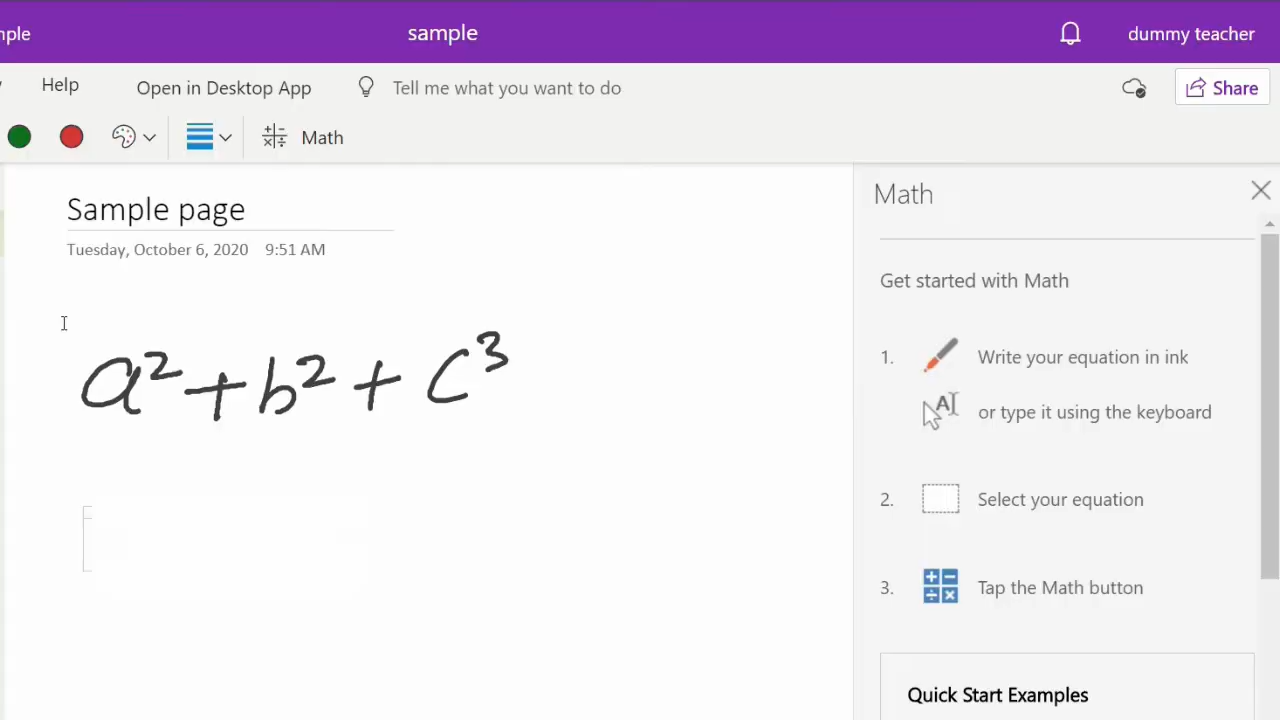 mple sample dummy teacher
Help Open in Desktop App Tell me what you want to do Share
Math
Sample page
Tuesday, October 6, 2020 9:51 AM
a² + b² + c³
Math
Get started with Math
1. Write your equation in ink
or type it using the keyboard
2. Select your equation
3. Tap the Math button
Quick Start Examples